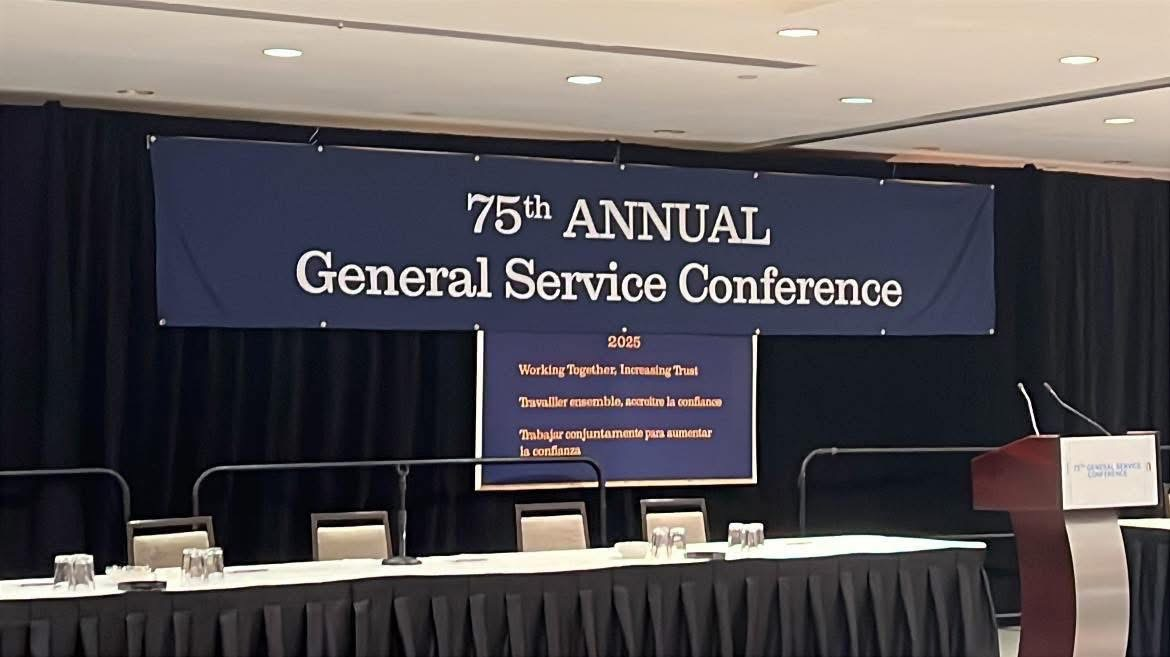 75th ANNUAL
General Service Conference
2025
Working Together, Increasing Trust
Travailler ensemble, accroître la confiance
Trabajar conjuntamente para aumentar
la confianza
75TH GENERAL SERVICE
CONFERENCE